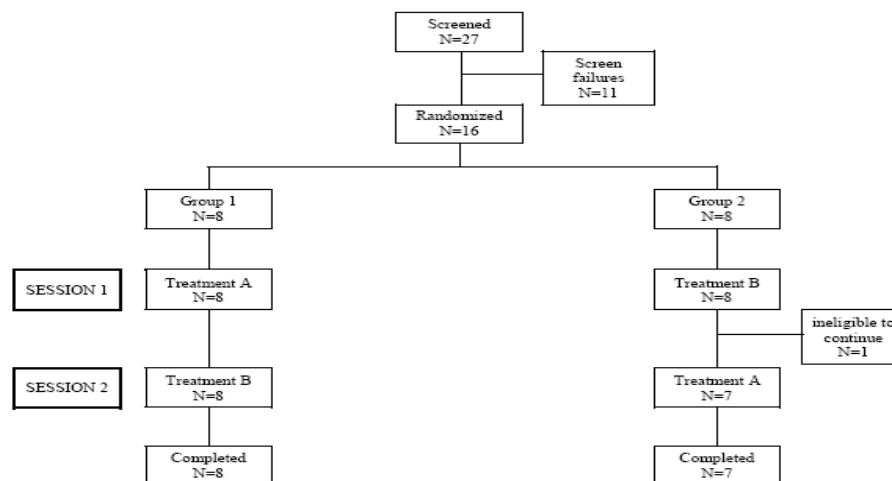 Screened
N=27
Screen
failures
N=11
Randomized
N=16
Group 1
N=8
Group 2
N=8
SESSION 1
Treatment A
N=8
Treatment B
N=8
ineligible to
continue
N=1
SESSION 2
Treatment B
N=8
Treatment A
N=7
Completed
N=8
Completed
N=7